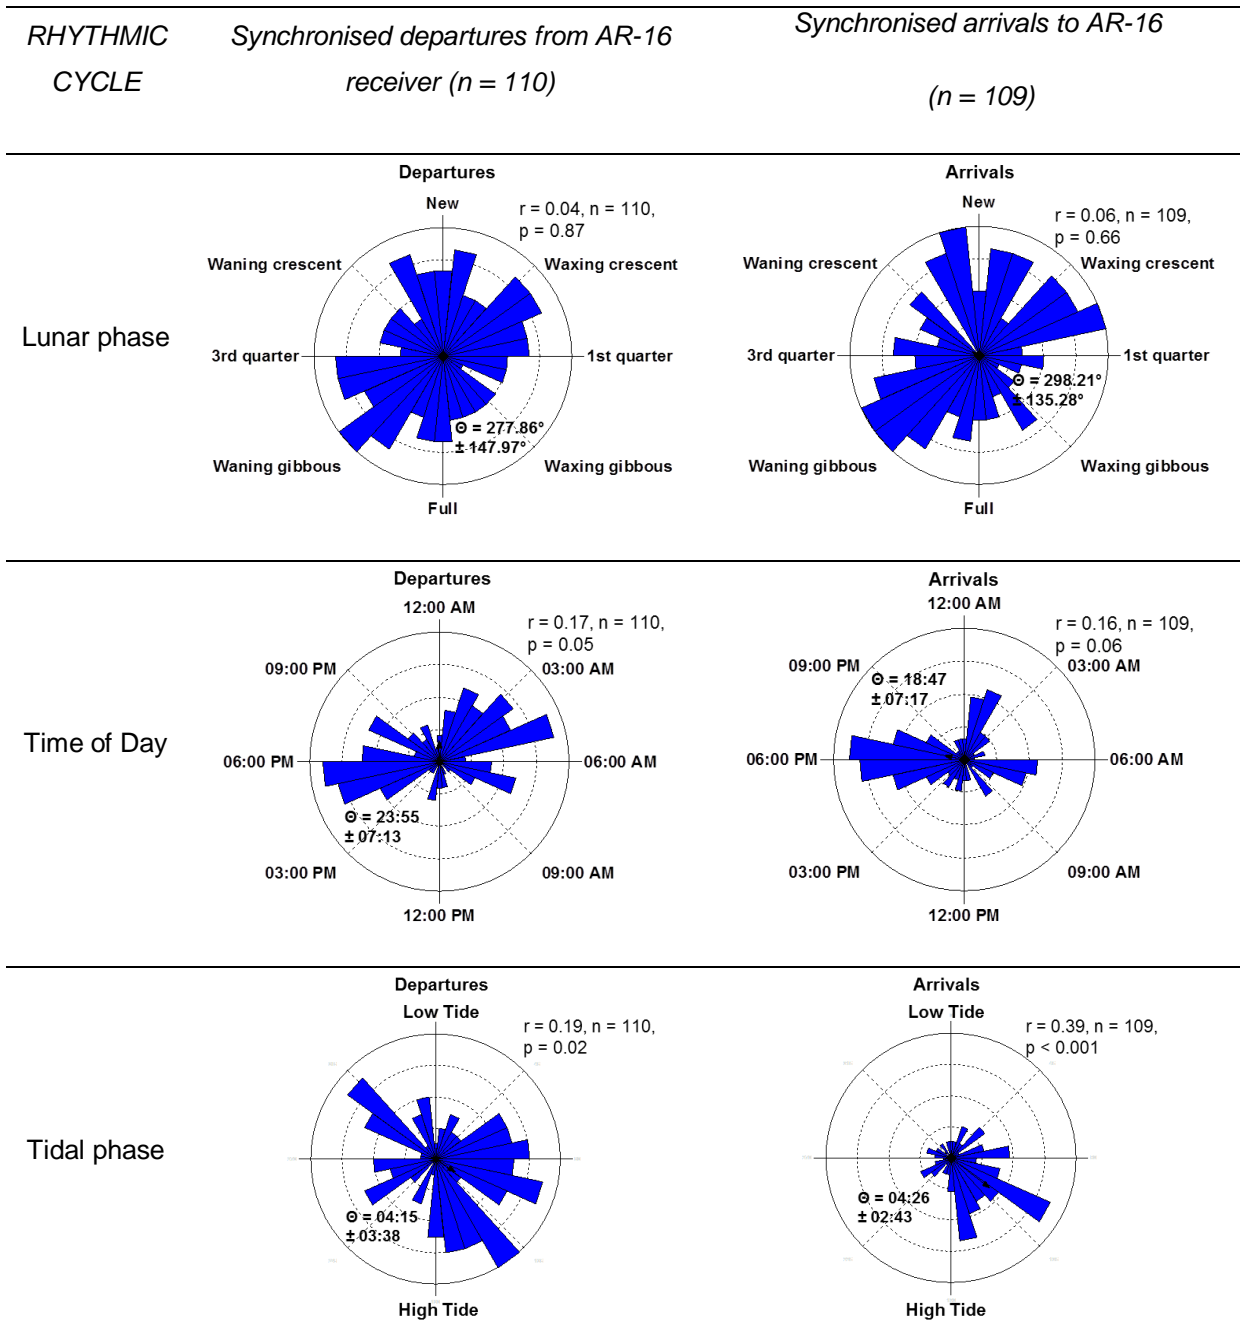 RHYTHMIC CYCLE
Synchronised departures from AR-16
receiver (n = 110)
Synchronised arrivals to AR-16
(n = 109)
Lunar phase
Departures
New
r = 0.04, n = 110,
p = 0.87
Waning crescent
Waxing crescent
3rd quarter
1st quarter
Θ = 277.86°
± 147.97°
Waning gibbous
Waxing gibbous
Full
Arrivals
New
r = 0.06, n = 109,
p = 0.66
Waning crescent
Waxing crescent
3rd quarter
1st quarter
Θ = 298.21°
± 135.28°
Waning gibbous
Waxing gibbous
Full
Time of Day
Departures
12:00 AM
r = 0.17, n = 110,
p = 0.05
09:00 PM
03:00 AM
06:00 PM
06:00 AM
Θ = 23:55
± 07:13
03:00 PM
09:00 AM
12:00 PM
Arrivals
12:00 AM
r = 0.16, n = 109,
p = 0.06
09:00 PM
03:00 AM
Θ = 18:47
± 07:17
06:00 PM
06:00 AM
03:00 PM
09:00 AM
12:00 PM
Tidal phase
Departures
Low Tide
r = 0.19, n = 110,
p = 0.02
Θ = 04:15
± 03:38
High Tide
Arrivals
Low Tide
r = 0.39, n = 109,
p < 0.001
Θ = 04:26
± 02:43
High Tide